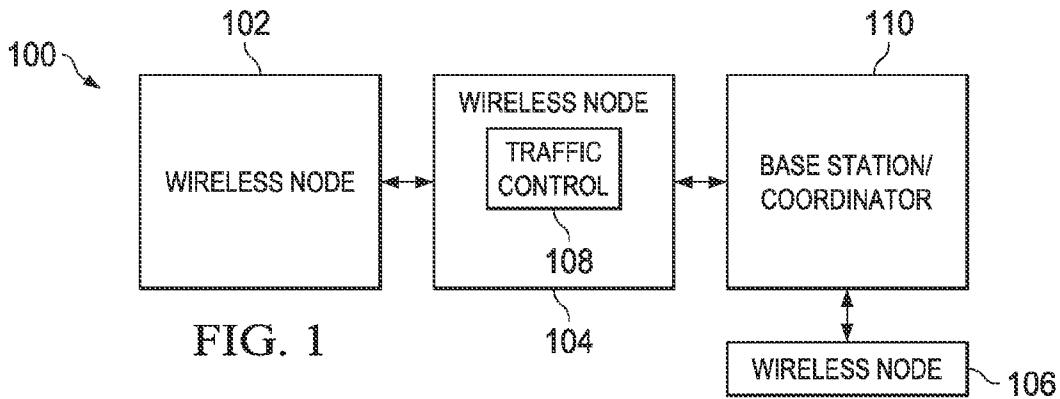 100
102
110
WIRELESS NODE
WIRELESS NODE
TRAFFIC
CONTROL
108
104
BASE STATION/
COORDINATOR
WIRELESS NODE
106
FIG. 1